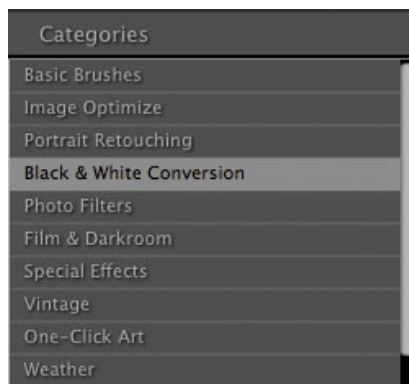 Categories
Basic Brushes
Image Optimize
Portrait Retouching
Black & White Conversion
Photo Filters
Film & Darkroom
Special Effects
Vintage
One-Click Art
Weather